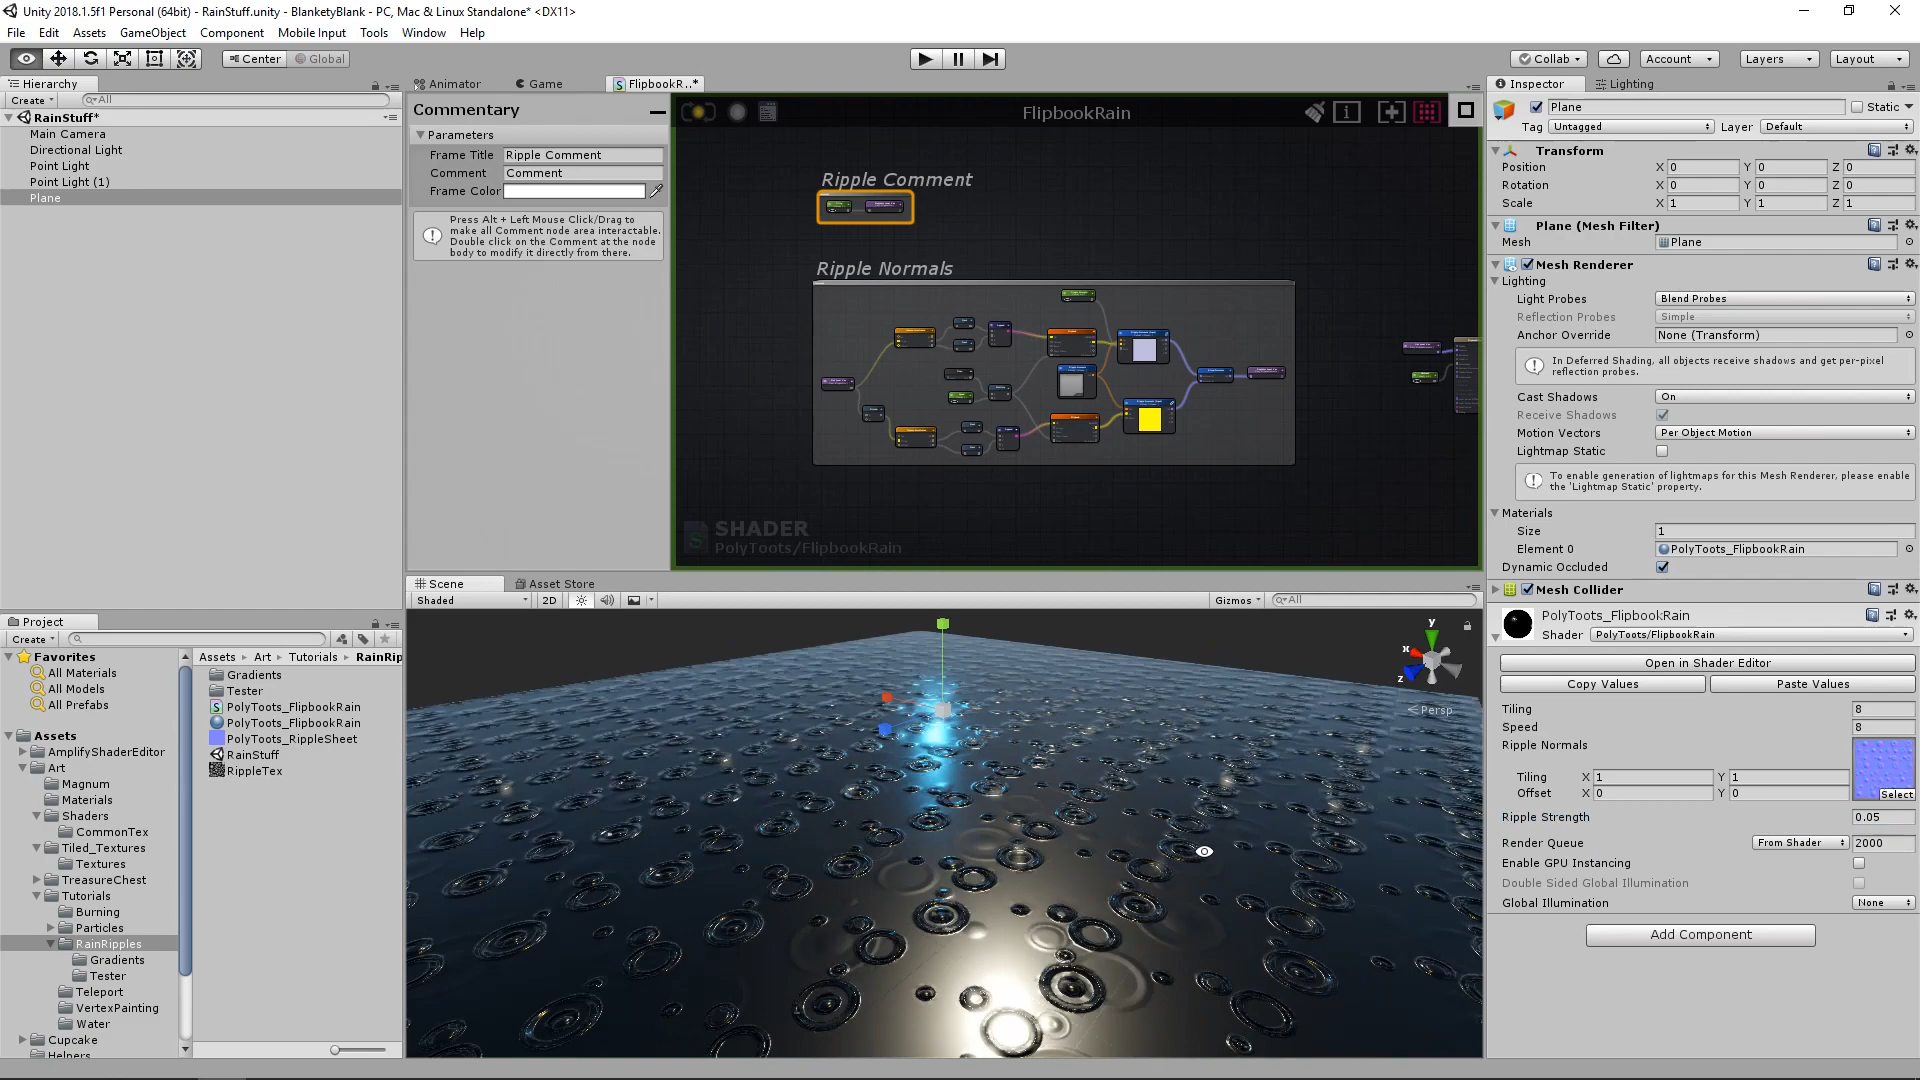 Unity 2018.1.5f1 Personal (64bit) - RainStuff.unity - BlanketyBlank - PC, Mac & Linux Standalone* <DX11>
File Edit Assets GameObject Component Mobile Input Tools Window Help
Center Global Collab Account Layers Layout
Hierarchy
Create All
RainStuff*
Main Camera
Directional Light
Point Light
Point Light (1)
Plane
Animator Game FlipbookR..*
Commentary
Parameters
Frame Title Ripple Comment
Comment Comment
Frame Color
Press Alt + Left Mouse Click/Drag to
make all Comment node area interactable.
Double click on the Comment at the node
body to modify it directly from there.
FlipbookRain
Ripple Comment
Ripple Normals
SHADER
PolyToots/FlipbookRain
Scene Asset Store
Shaded 2D Gizmos All
y
x
z
Persp
Project
Create
Favorites
All Materials
All Models
All Prefabs
Assets
AmplifyShaderEditor
Art
Magnum
Materials
Shaders
CommonTex
Tiled_Textures
Textures
TreasureChest
Tutorials
Burning
Particles
RainRipples
Gradients
Tester
Teleport
VertexPainting
Water
Cupcake
Helpers
Assets Art Tutorials RainRip
Gradients
Tester
PolyToots_FlipbookRain
PolyToots_FlipbookRain
PolyToots_RippleSheet
RainStuff
RippleTex
Inspector Lighting
Plane Static
Tag Untagged Layer Default
Transform
Position X 0 Y 0 Z 0
Rotation X 0 Y 0 Z 0
Scale X 1 Y 1 Z 1
Plane (Mesh Filter)
Mesh Plane
Mesh Renderer
Lighting
Light Probes Blend Probes
Reflection Probes Simple
Anchor Override None (Transform)
In Deferred Shading, all objects receive shadows and get per-pixel
reflection probes.
Cast Shadows On
Receive Shadows
Motion Vectors Per Object Motion
Lightmap Static
To enable generation of lightmaps for this Mesh Renderer, please enable
the 'Lightmap Static' property.
Materials
Size 1
Element 0 PolyToots_FlipbookRain
Dynamic Occluded
Mesh Collider
PolyToots_FlipbookRain
Shader PolyToots/FlipbookRain
Open in Shader Editor
Copy Values Paste Values
Tiling 8
Speed 8
Ripple Normals
Tiling X 1 Y 1
Offset X 0 Y 0
Select
Ripple Strength 0.05
Render Queue From Shader 2000
Enable GPU Instancing
Double Sided Global Illumination
Global Illumination None
Add Component